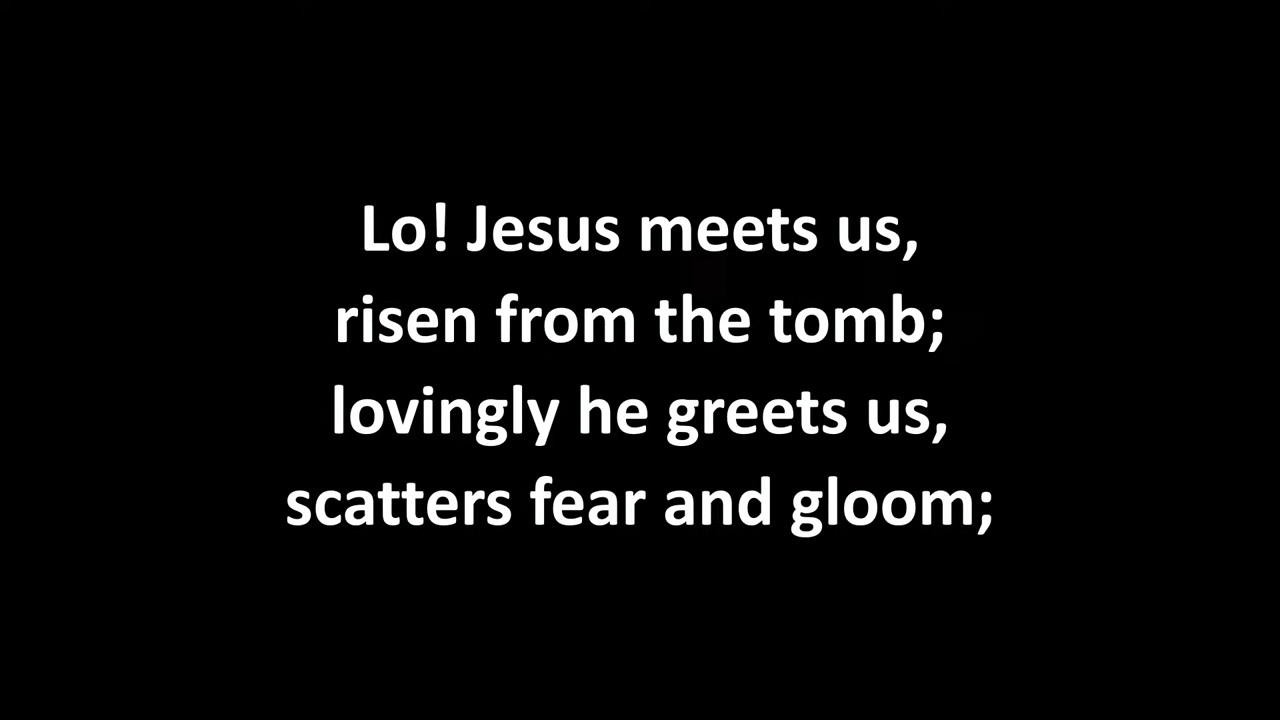 Lo! Jesus meets us,
risen from the tomb;
lovingly he greets us,
scatters fear and gloom;